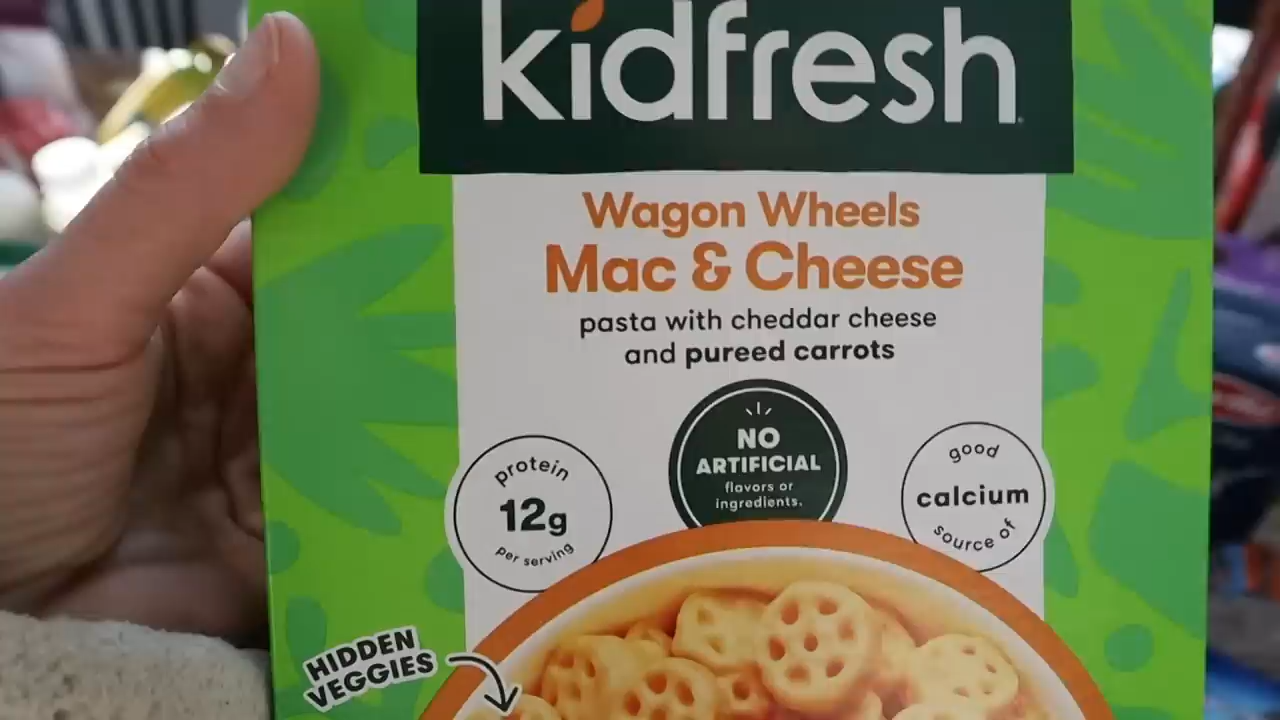 kidfresh
Wagon Wheels
Mac & Cheese
pasta with cheddar cheese
and pureed carrots
NO
ARTIFICIAL
flavors or
ingredients.
protein
12g
per serving
good
calcium
source of
HIDDEN
VEGGIES